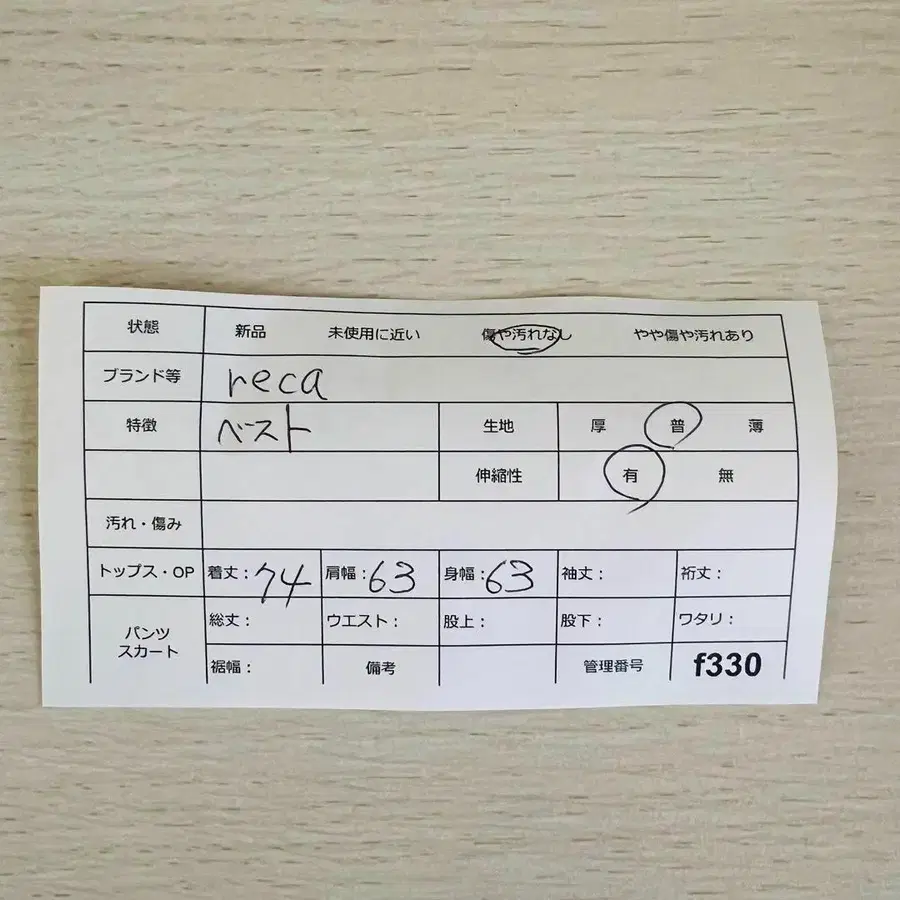 状態 新品 未使用に近い 傷や汚れなし やや傷や汚れあり
ブランド等 reca
特徴 ベスト 生地 厚 普 薄
伸縮性 有 無
汚れ・傷み
トップス・OP 着丈：74 肩幅：63 身幅：63 袖丈： 裄丈：
パンツ スカート 総丈： ウエスト： 股上： 股下： ワタリ：
裾幅： 備考 管理番号 f330